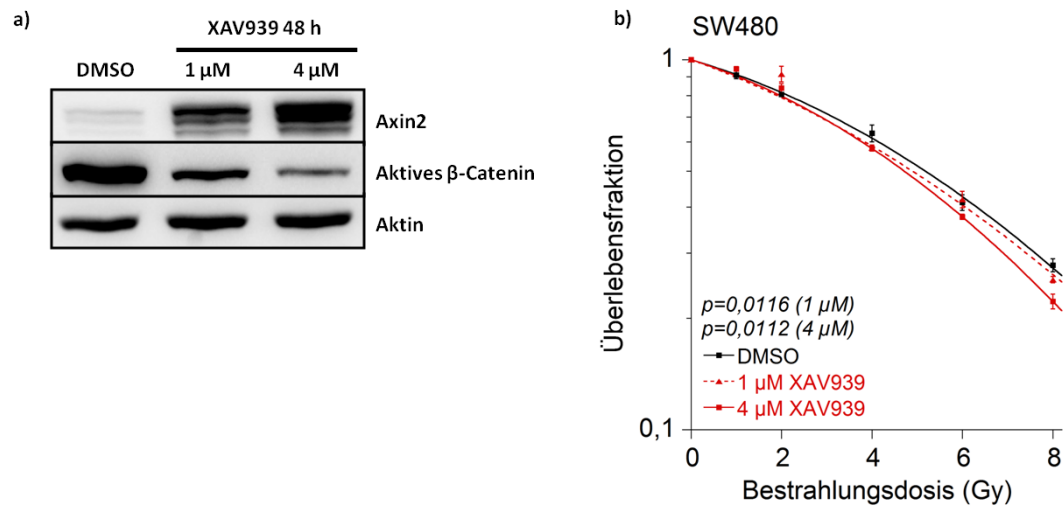 a)
XAV939 48 h
DMSO 1 µM 4 µM
Axin2
Aktives β-Catenin
Aktin
b)
SW480
1
Überlebensfraktion
p=0,0116 (1 µM)
p=0,0112 (4 µM)
DMSO
1 µM XAV939
4 µM XAV939
0,1
0 2 4 6 8
Bestrahlungsdosis (Gy)